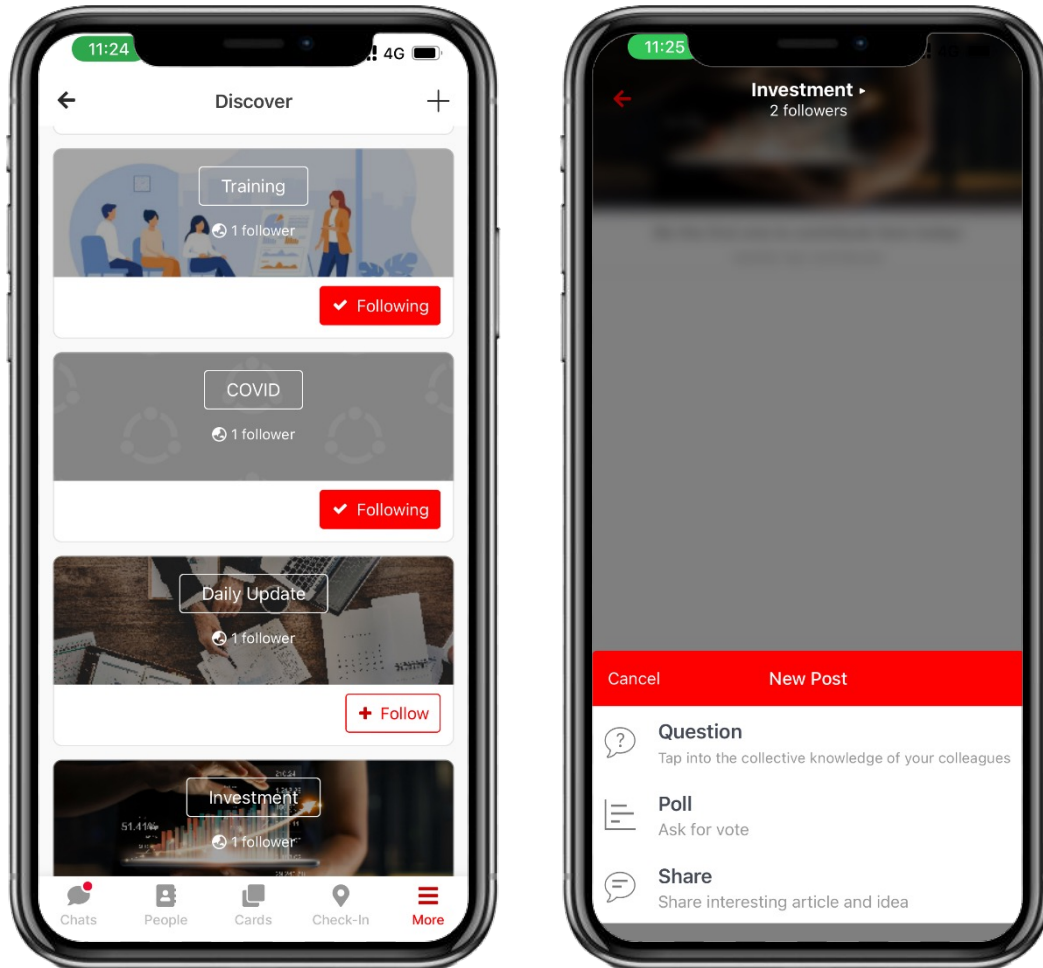 11:24
4G
Discover
Training
1 follower
Following
COVID
1 follower
Following
Daily Update
1 follower
Follow
Investment
51.41%
1 follower
Chats
People
Cards
Check-In
More
11:25
Investment
2 followers
Cancel
New Post
Question
Tap into the collective knowledge of your colleagues
Poll
Ask for vote
Share
Share interesting article and idea